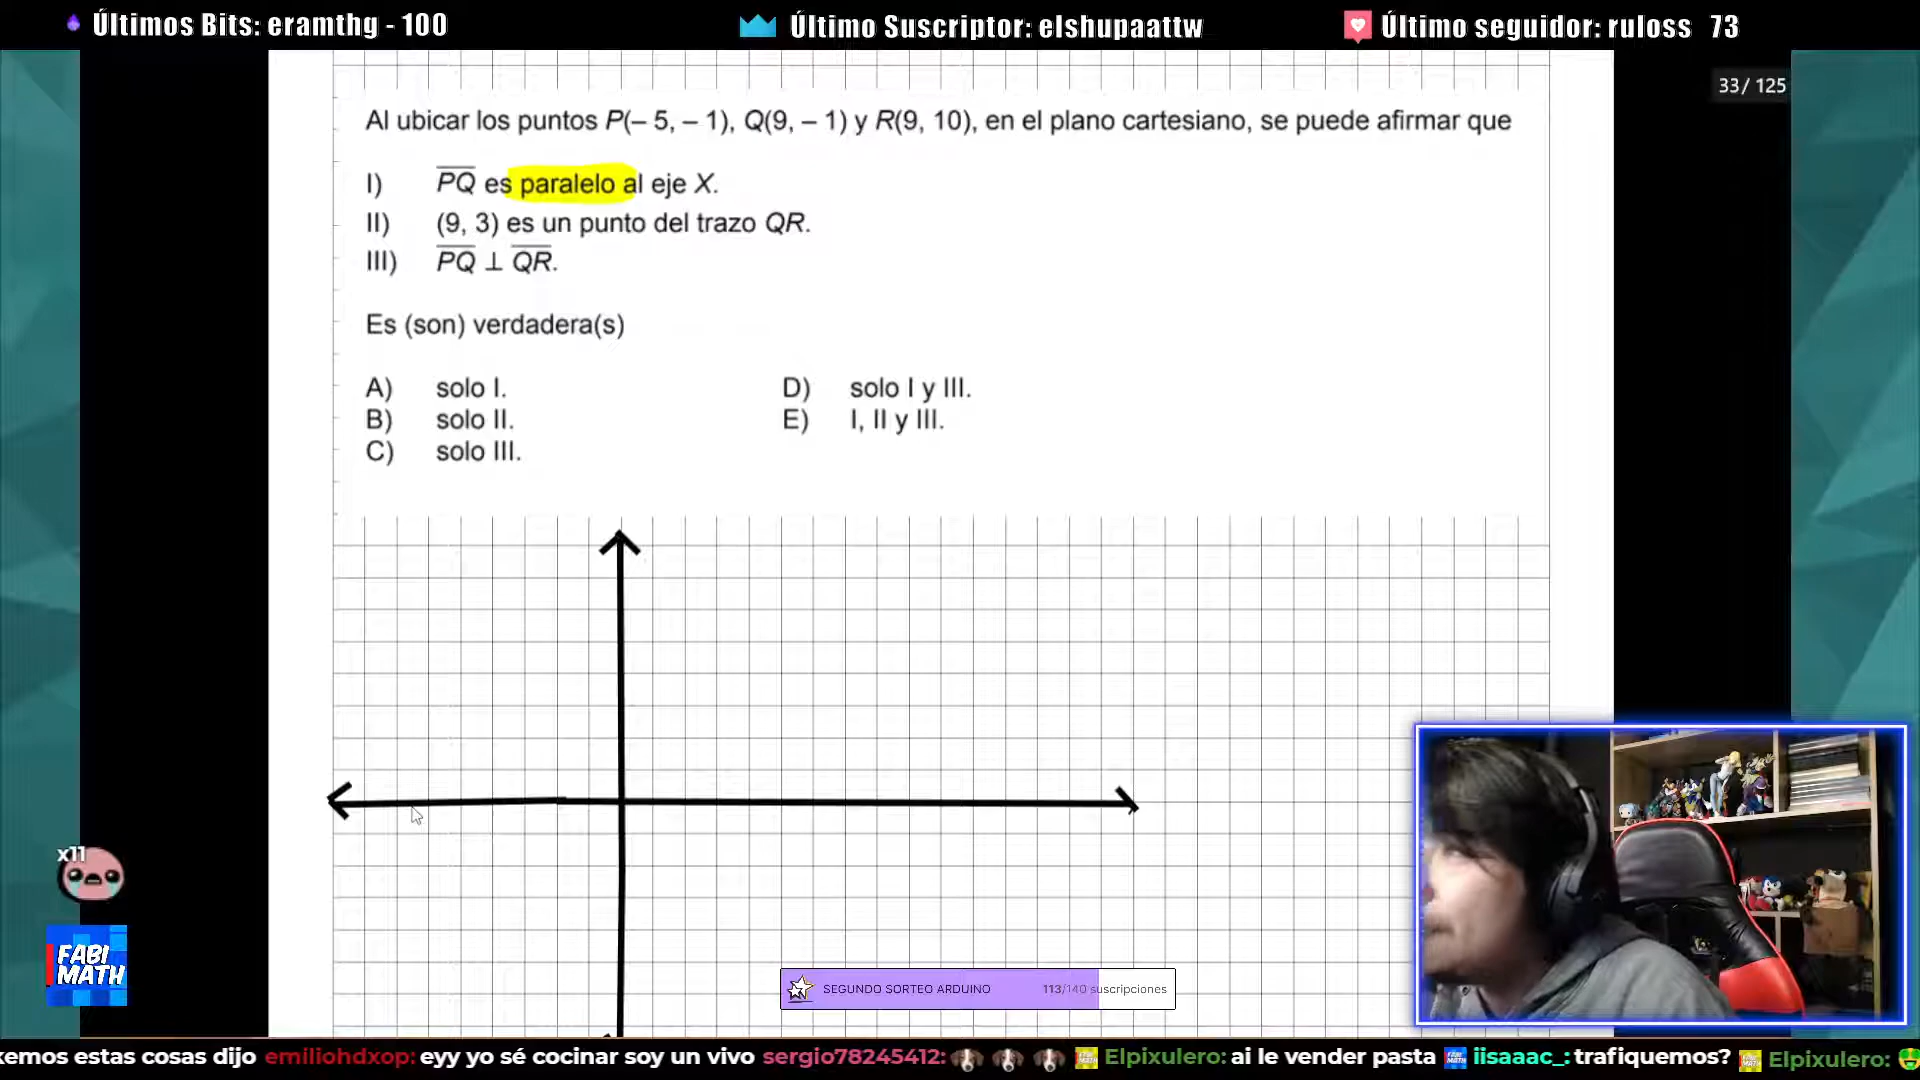 Últimos Bits: eramthg - 100
Último Suscriptor: elshupaattw
Último seguidor: ruloss 73
33/ 125
Al ubicar los puntos P(– 5, – 1), Q(9, – 1) y R(9, 10), en el plano cartesiano, se puede afirmar que
I) PQ es paralelo al eje X.
II) (9, 3) es un punto del trazo QR.
III) PQ ⊥ QR.
Es (son) verdadera(s)
A) solo I.
B) solo II.
C) solo III.
D) solo I y III.
E) I, II y III.
x11
FABI
MATH
SEGUNDO SORTEO ARDUINO 113/140 suscripciones
estas cosas dijo emiliohdxop: eyy yo sé cocinar soy un vivo sergio78245412: Elpixulero: ai le vender pasta iisaaac_: trafiquemos? Elpixulero: